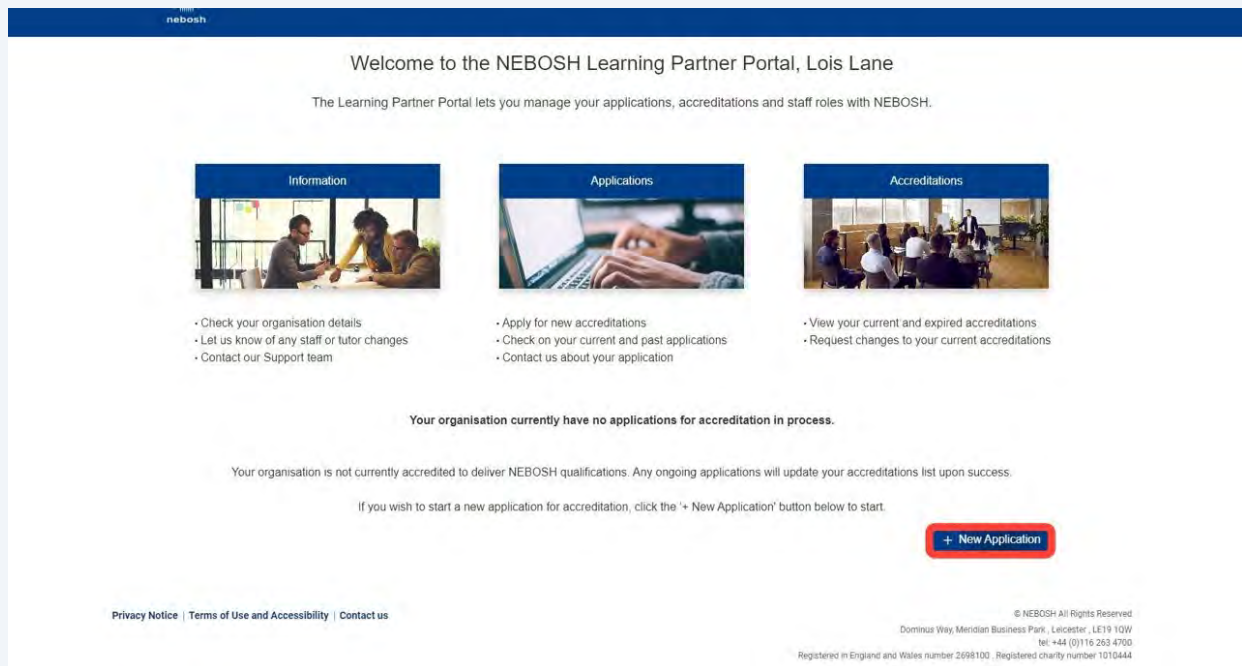 nebosh
Welcome to the NEBOSH Learning Partner Portal, Lois Lane
The Learning Partner Portal lets you manage your applications, accreditations and staff roles with NEBOSH.
Information
Applications
Accreditations
• Check your organisation details
• Let us know of any staff or tutor changes
• Contact our Support team
• Apply for new accreditations
• Check on your current and past applications
• Contact us about your application
• View your current and expired accreditations
• Request changes to your current accreditations
Your organisation currently have no applications for accreditation in process.
Your organisation is not currently accredited to deliver NEBOSH qualifications. Any ongoing applications will update your accreditations list upon success.
If you wish to start a new application for accreditation, click the '+ New Application' button below to start.
+ New Application
Privacy Notice | Terms of Use and Accessibility | Contact us
© NEBOSH All Rights Reserved
Dominus Way, Meridian Business Park , Leicester , LE19 1QW
tel: +44 (0)116 263 4700
Registered in England and Wales number 2698100 . Registered charity number 1010444